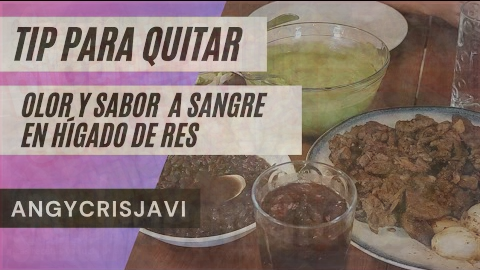 TIP PARA QUITAR
OLOR Y SABOR A SANGRE
EN HÍGADO DE RES
ANGYCRISJAVI